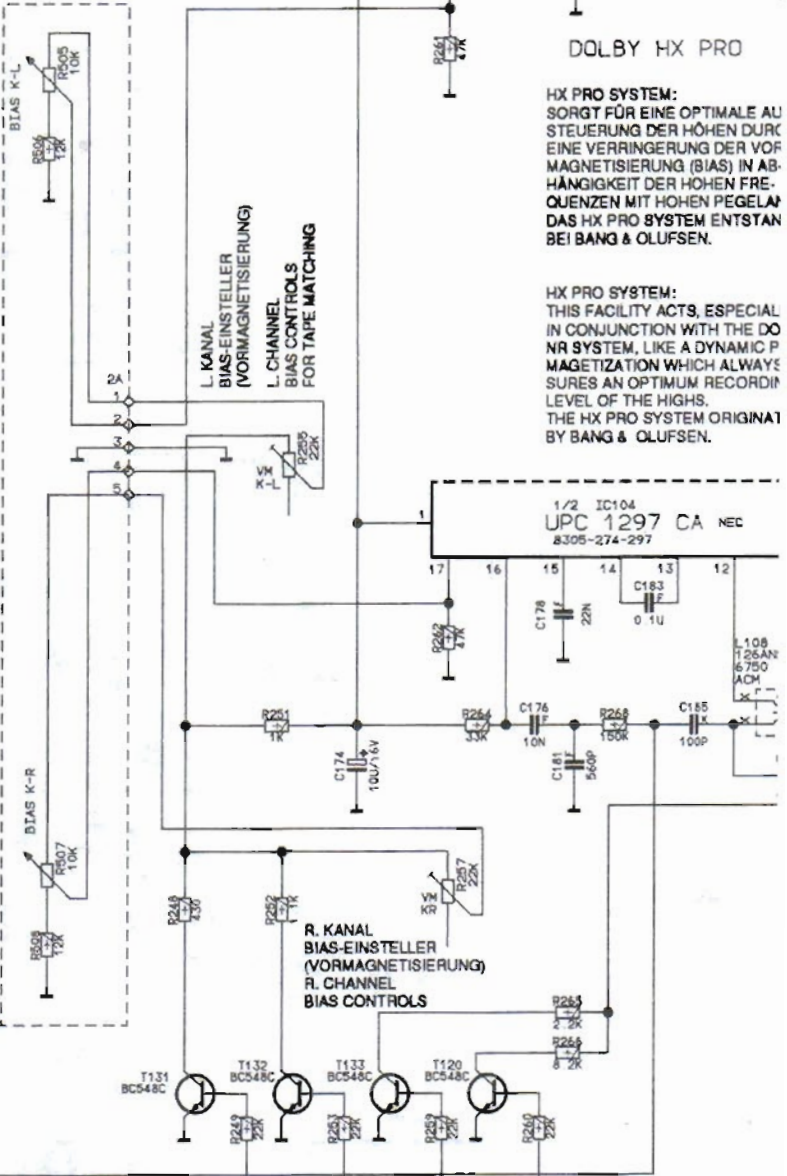 R261
47K
DOLBY HX PRO
HX PRO SYSTEM:
SORGT FÜR EINE OPTIMALE AU
STEUERUNG DER HÖHEN DURC
EINE VERRINGERUNG DER VOR
MAGNETISIERUNG (BIAS) IN AB-
HÄNGIGKEIT DER HOHEN FRE-
QUENZEN MIT HOHEN PEGELAN
DAS HX PRO SYSTEM ENTSTAN
BEI BANG & OLUFSEN.
HX PRO SYSTEM:
THIS FACILITY ACTS, ESPECIAL
IN CONJUNCTION WITH THE DO
NR SYSTEM, LIKE A DYNAMIC P
MAGETIZATION WHICH ALWAYS
SURES AN OPTIMUM RECORDIN
LEVEL OF THE HIGHS.
THE HX PRO SYSTEM ORIGINAT
BY BANG & OLUFSEN.
BIAS K-L
R505
10K
R506
12K
L. KANAL
BIAS-EINSTELLER
(VORMAGNETISIERUNG)
L. CHANNEL
BIAS CONTROLS
FOR TAPE MATCHING
2A
1
2
3
4
5
VM
K-L
R255
22K
1/2 IC104
UPC 1297 CA NEC
8305-274-297
1
17
16
15
14
13
12
C178
22N
C183
0.1U
R262
47K
L108
126AN
6750
ACM
R251
1K
C174
10U/16V
R264
33K
C176
10N
C181
560P
R268
150K
C185
100P
BIAS K-R
R507
10K
R508
12K
R248
430
R252
1.1K
VM
KR
R257
22K
R. KANAL
BIAS-EINSTELLER
(VORMAGNETISIERUNG)
R. CHANNEL
BIAS CONTROLS
R265
2.2K
R266
8.2K
T131
BC548C
T132
BC548C
T133
BC548C
T120
BC548C
R249
22K
R253
22K
R259
22K
R260
22K